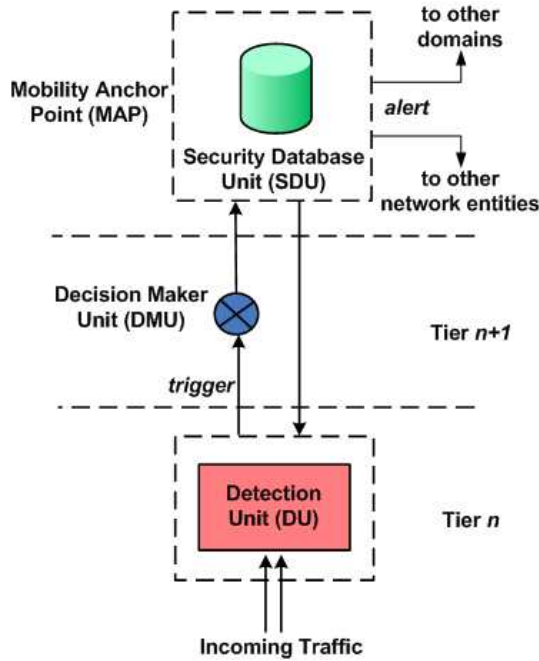 to other
domains
Mobility Anchor
Point (MAP)
alert
Security Database
Unit (SDU)
to other
network entities
Decision Maker
Unit (DMU)
Tier n+1
trigger
Detection
Unit (DU)
Tier n
Incoming Traffic